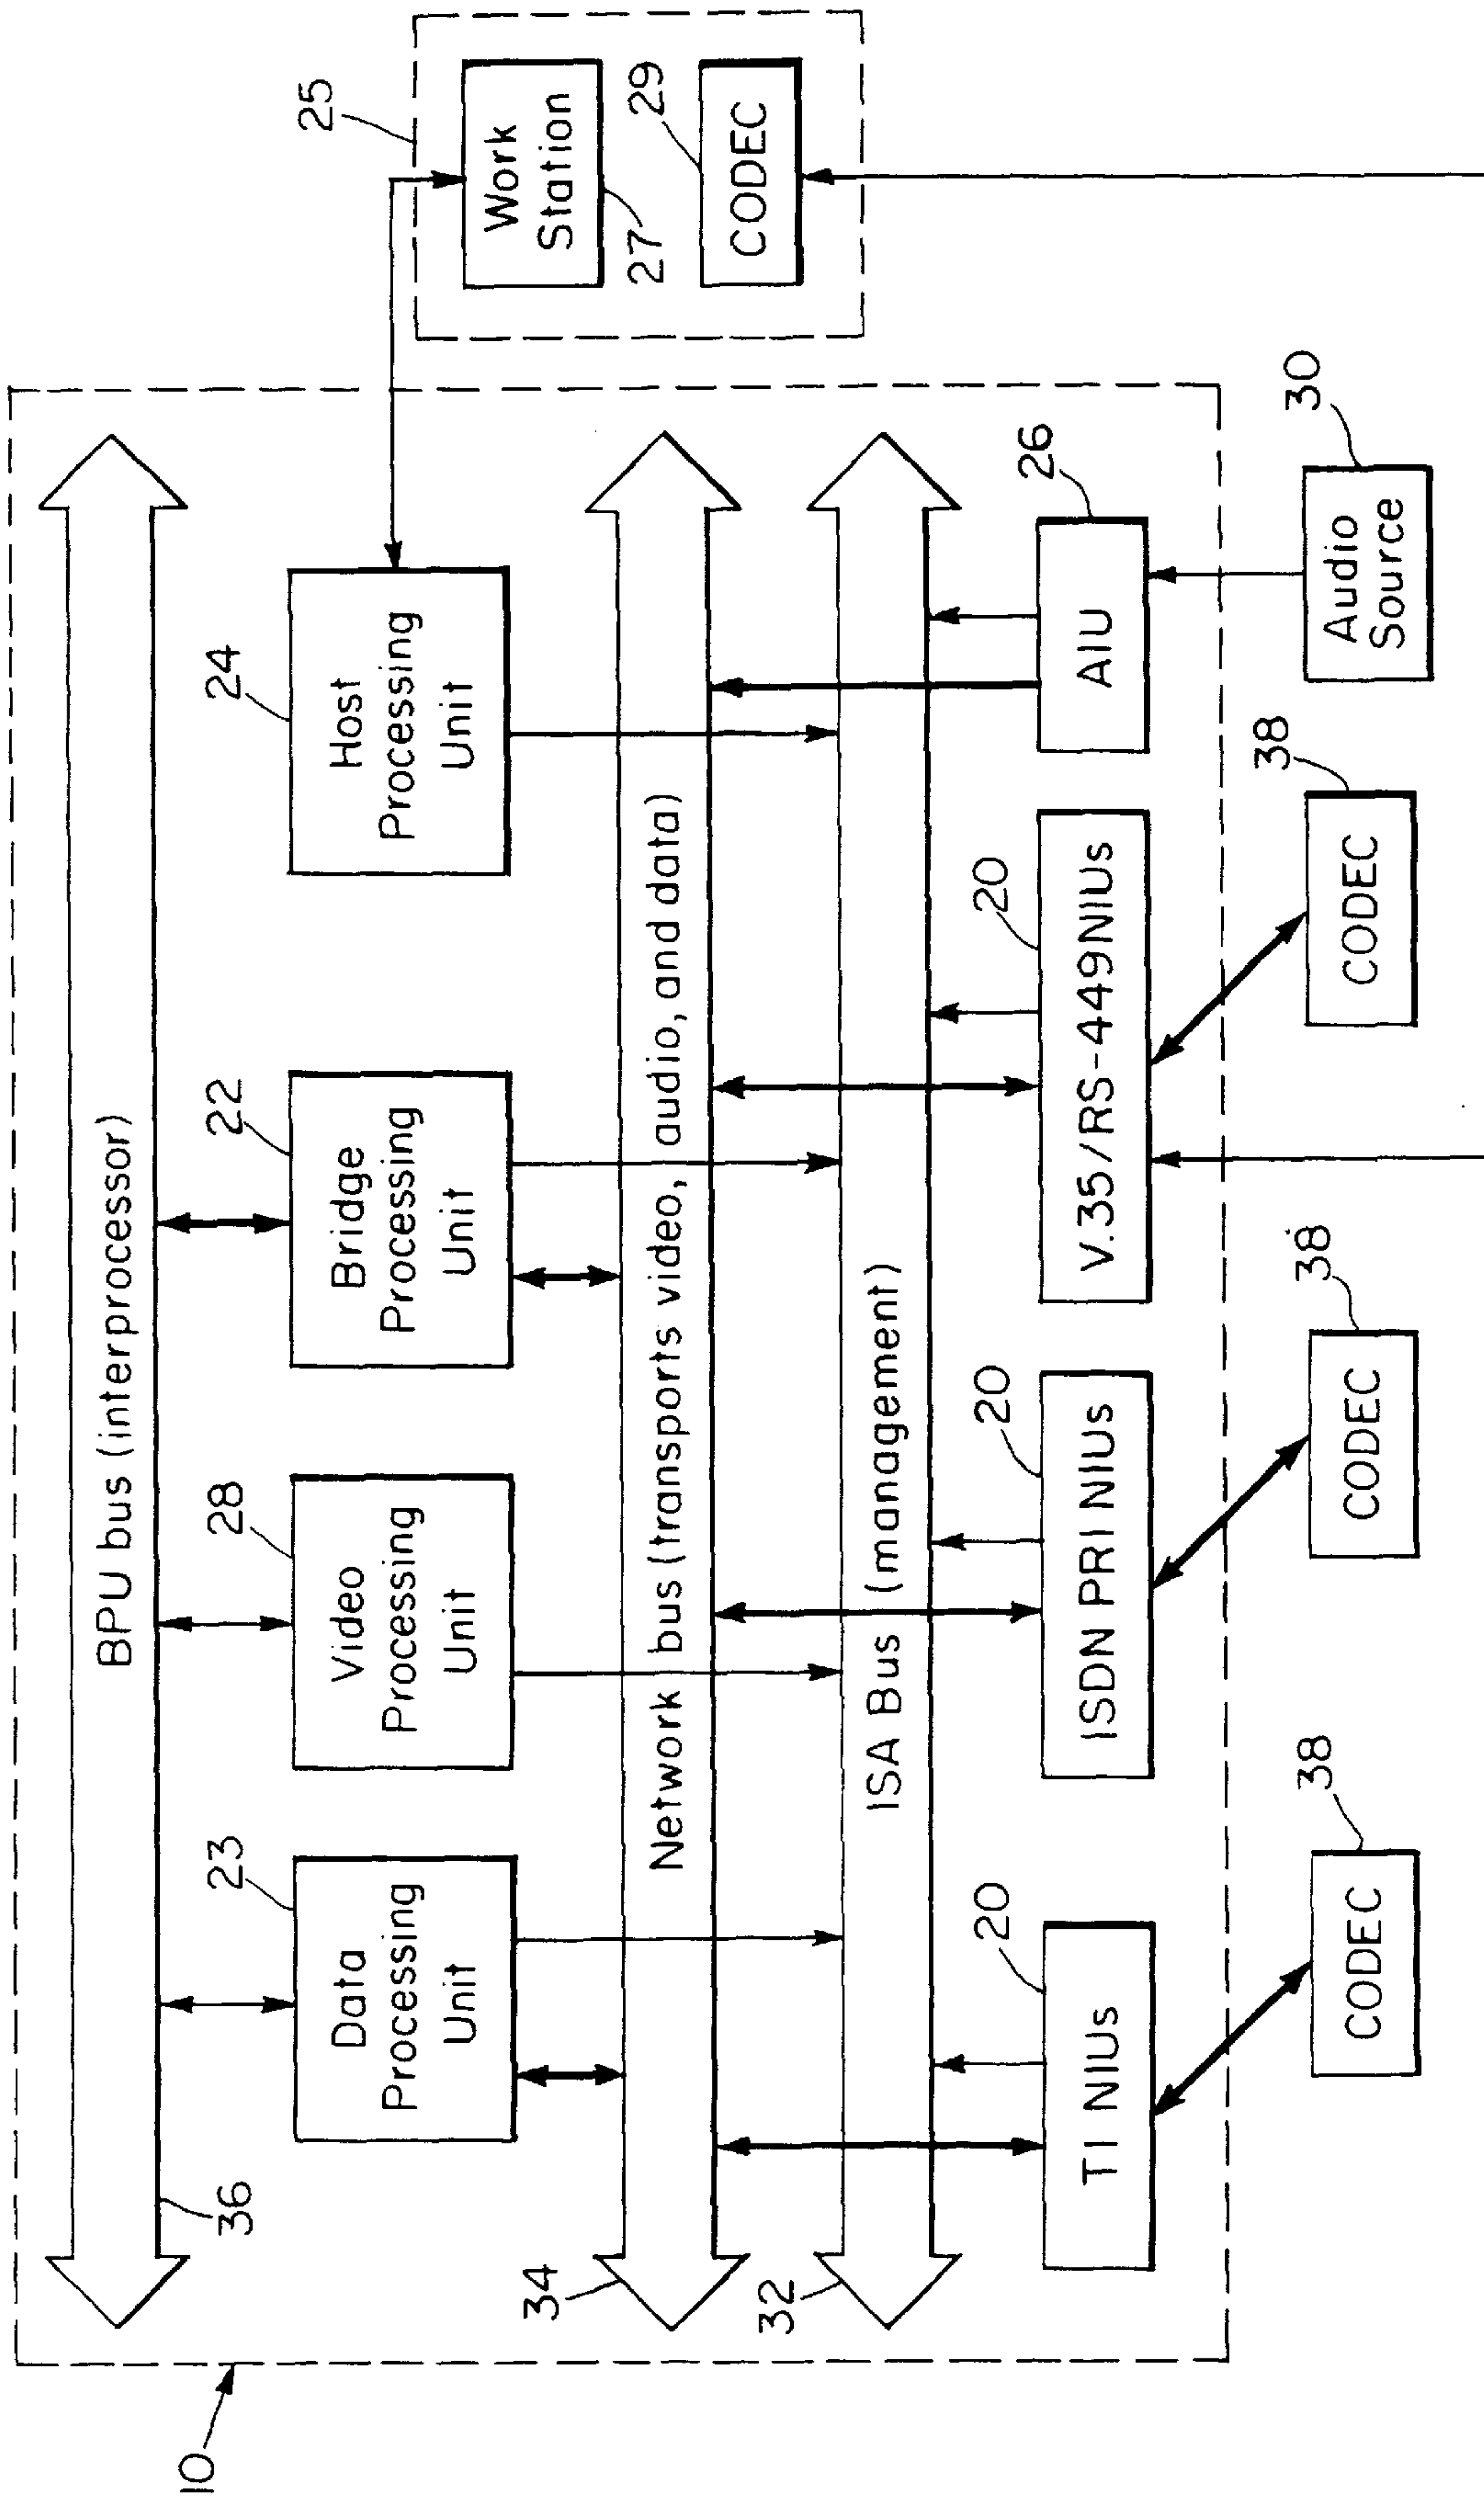 10
36
BPU bus (interprocessor)
23
28
22
24
25
Data
Processing
Unit
Video
Processing
Unit
Bridge
Processing
Unit
Host
Processing
Unit
Work
Station
27
29
CODEC
34
Network bus (transports video, audio, and data)
32
ISA Bus (management)
20
20
20
26
T1 NIUs
ISDN PRI NIUs
V.35/RS-449NIUs
AIU
38
38
38
30
CODEC
CODEC
CODEC
Audio
Source